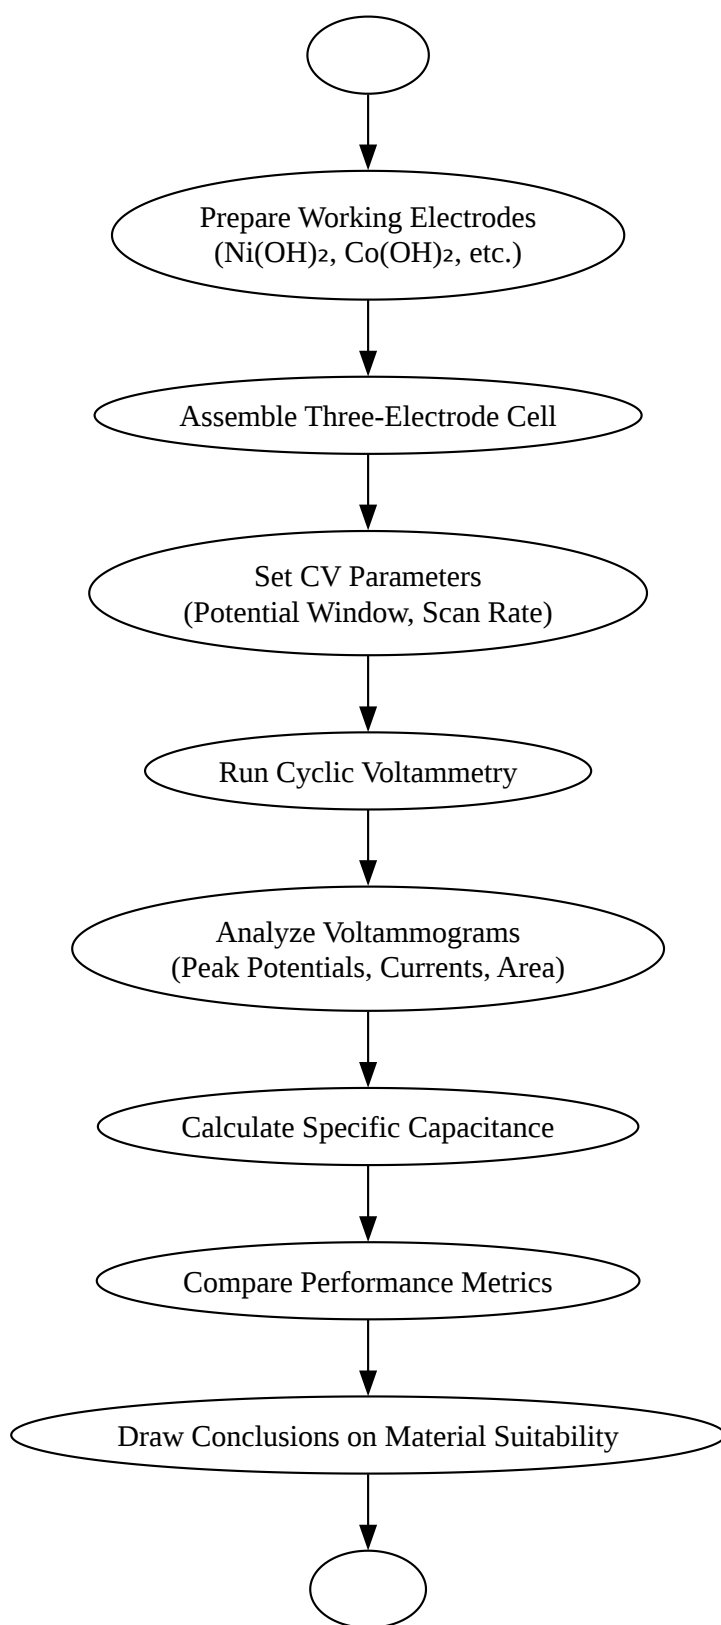 Prepare Working Electrodes
(Ni(OH)₂, Co(OH)₂, etc.)
Assemble Three-Electrode Cell
Set CV Parameters
(Potential Window, Scan Rate)
Run Cyclic Voltammetry
Analyze Voltammograms
(Peak Potentials, Currents, Area)
Calculate Specific Capacitance
Compare Performance Metrics
Draw Conclusions on Material Suitability